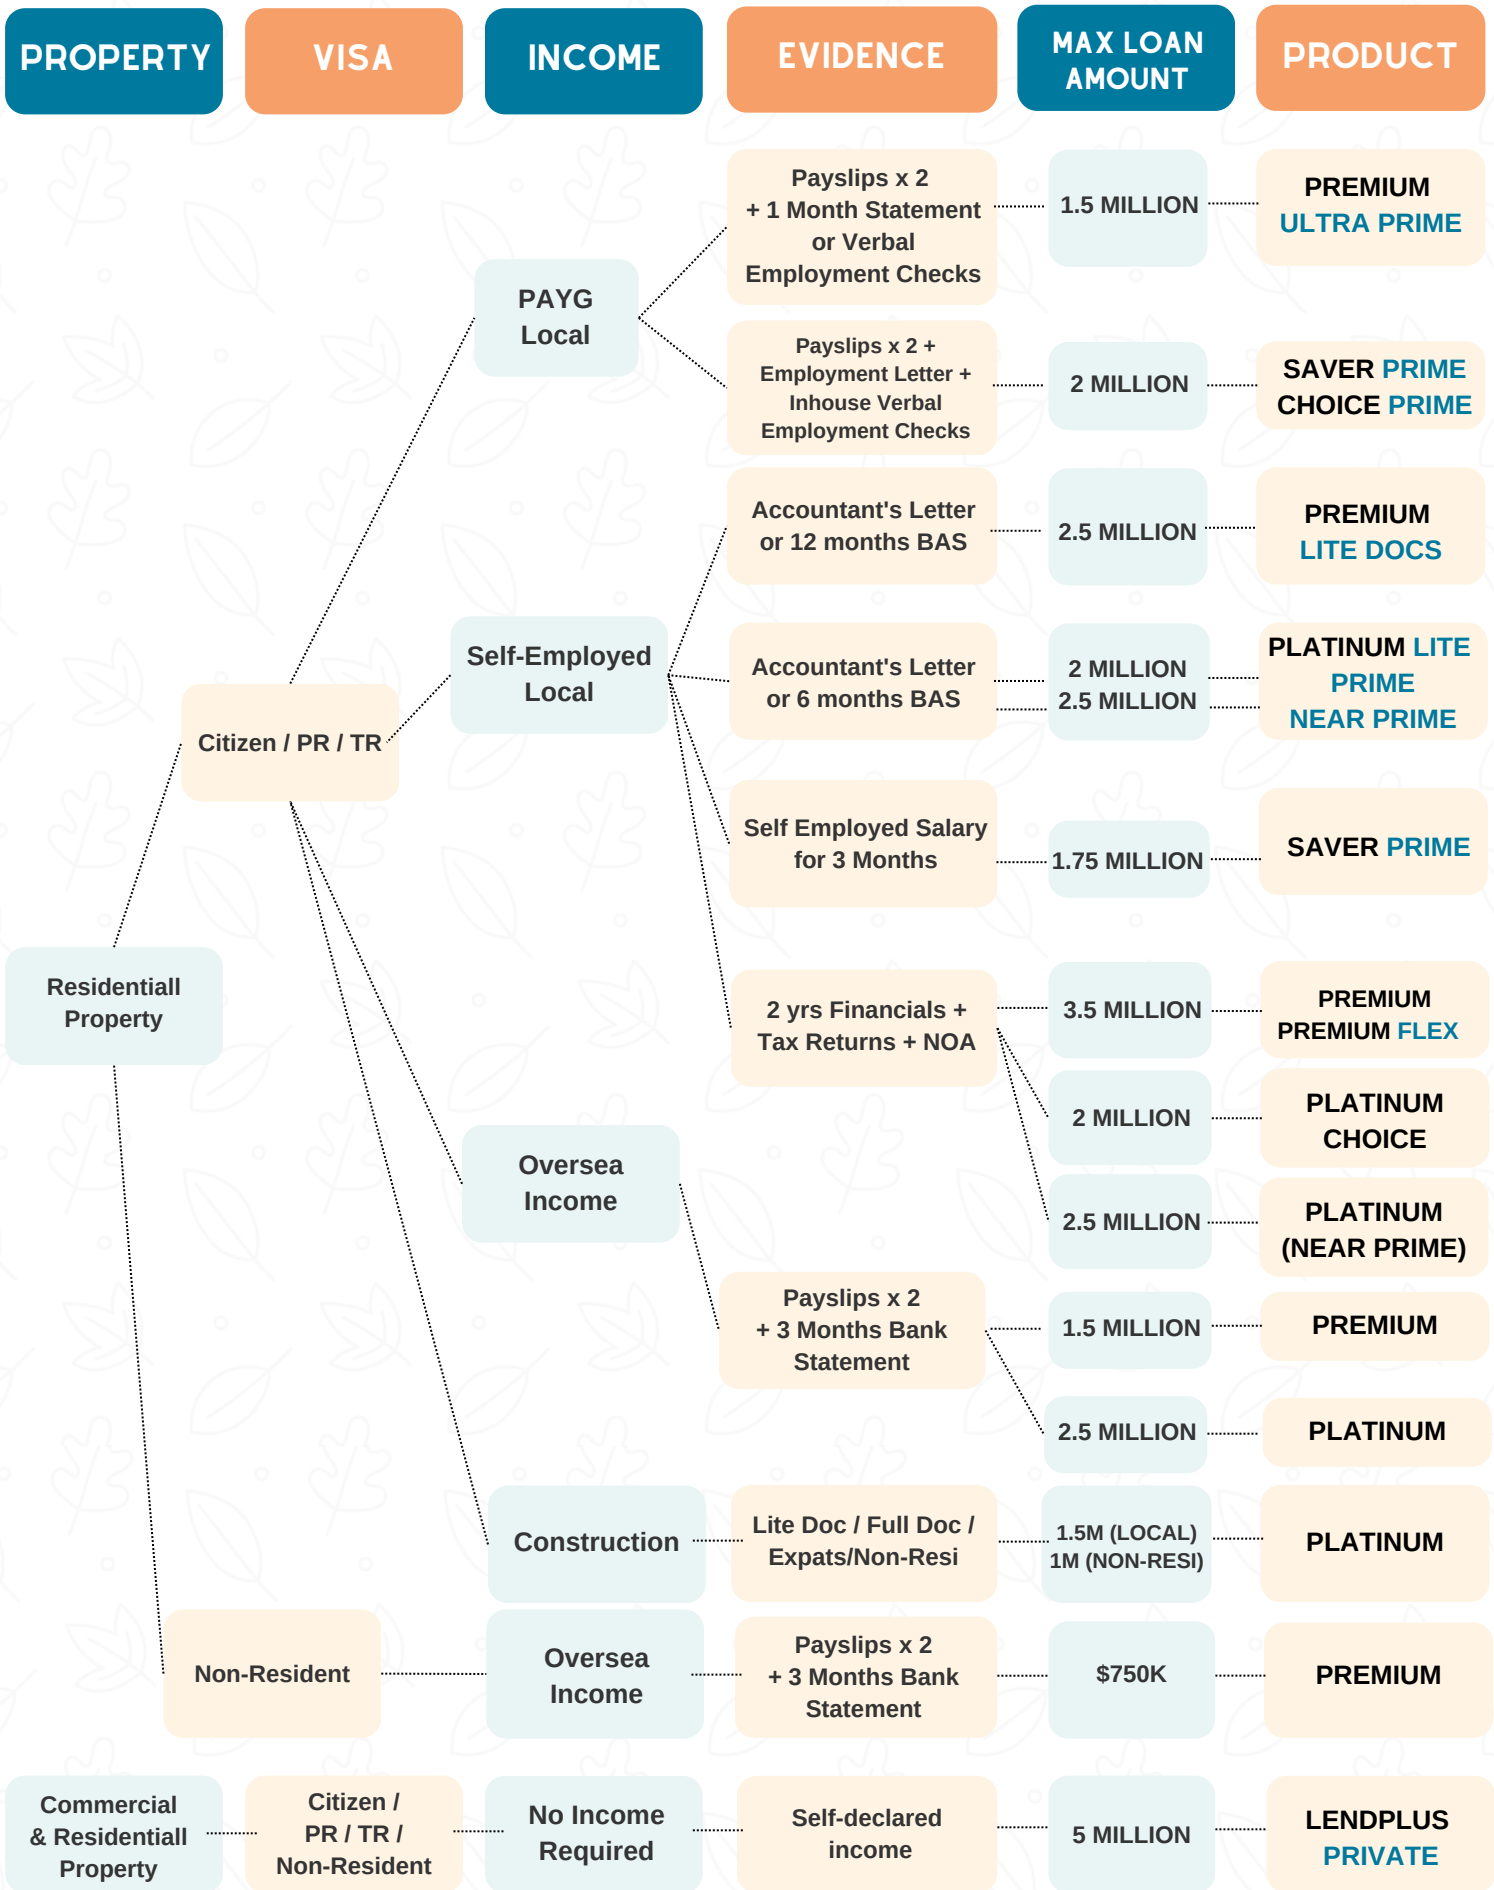 PROPERTY
VISA
INCOME
EVIDENCE
MAX LOAN
AMOUNT
PRODUCT
Payslips x 2
+ 1 Month Statement
or Verbal
Employment Checks
1.5 MILLION
PREMIUM
ULTRA PRIME
PAYG
Local
Payslips x 2 +
Employment Letter +
Inhouse Verbal
Employment Checks
2 MILLION
SAVER PRIME
CHOICE PRIME
Accountant's Letter
or 12 months BAS
2.5 MILLION
PREMIUM
LITE DOCS
Self-Employed
Local
Accountant's Letter
or 6 months BAS
2 MILLION
2.5 MILLION
PLATINUM LITE
PRIME
NEAR PRIME
Citizen / PR / TR
Self Employed Salary
for 3 Months
1.75 MILLION
SAVER PRIME
Residentiall
Property
2 yrs Financials +
Tax Returns + NOA
3.5 MILLION
PREMIUM
PREMIUM FLEX
2 MILLION
PLATINUM
CHOICE
Oversea
Income
2.5 MILLION
PLATINUM
(NEAR PRIME)
Payslips x 2
+ 3 Months Bank
Statement
1.5 MILLION
PREMIUM
2.5 MILLION
PLATINUM
Construction
Lite Doc / Full Doc /
Expats/Non-Resi
1.5M (LOCAL)
1M (NON-RESI)
PLATINUM
Non-Resident
Oversea
Income
Payslips x 2
+ 3 Months Bank
Statement
$750K
PREMIUM
Commercial
& Residentiall
Property
Citizen /
PR / TR /
Non-Resident
No Income
Required
Self-declared
income
5 MILLION
LENDPLUS
PRIVATE